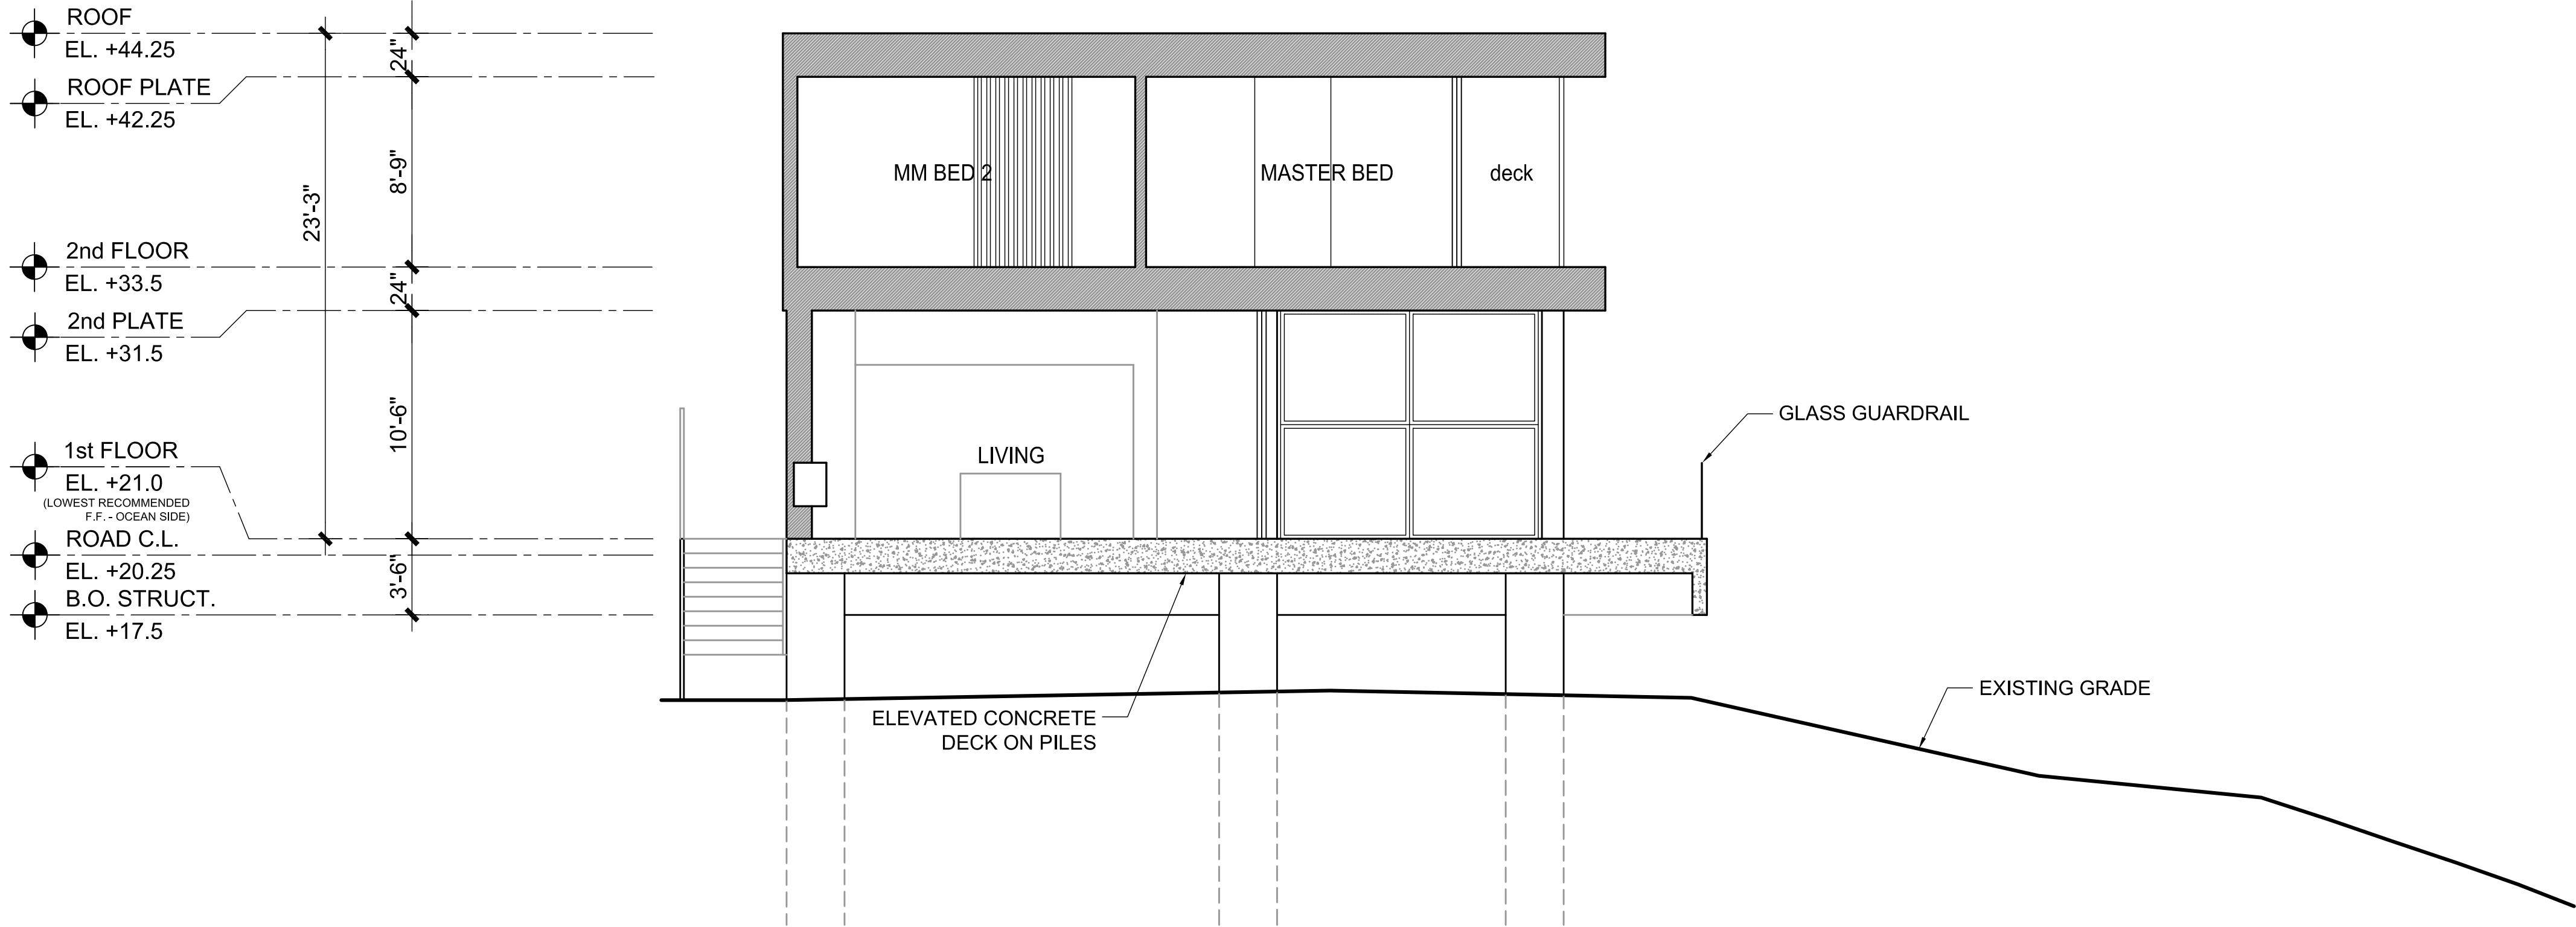 ROOF
EL. +44.25
ROOF PLATE
EL. +42.25
2nd FLOOR
EL. +33.5
2nd PLATE
EL. +31.5
1st FLOOR
EL. +21.0
(LOWEST RECOMMENDED
F.F. - OCEAN SIDE)
ROAD C.L.
EL. +20.25
B.O. STRUCT.
EL. +17.5
23'-3"
24"
8'-9"
24"
10'-6"
3'-6"
MM BED 2
MASTER BED
deck
LIVING
GLASS GUARDRAIL
ELEVATED CONCRETE
DECK ON PILES
EXISTING GRADE